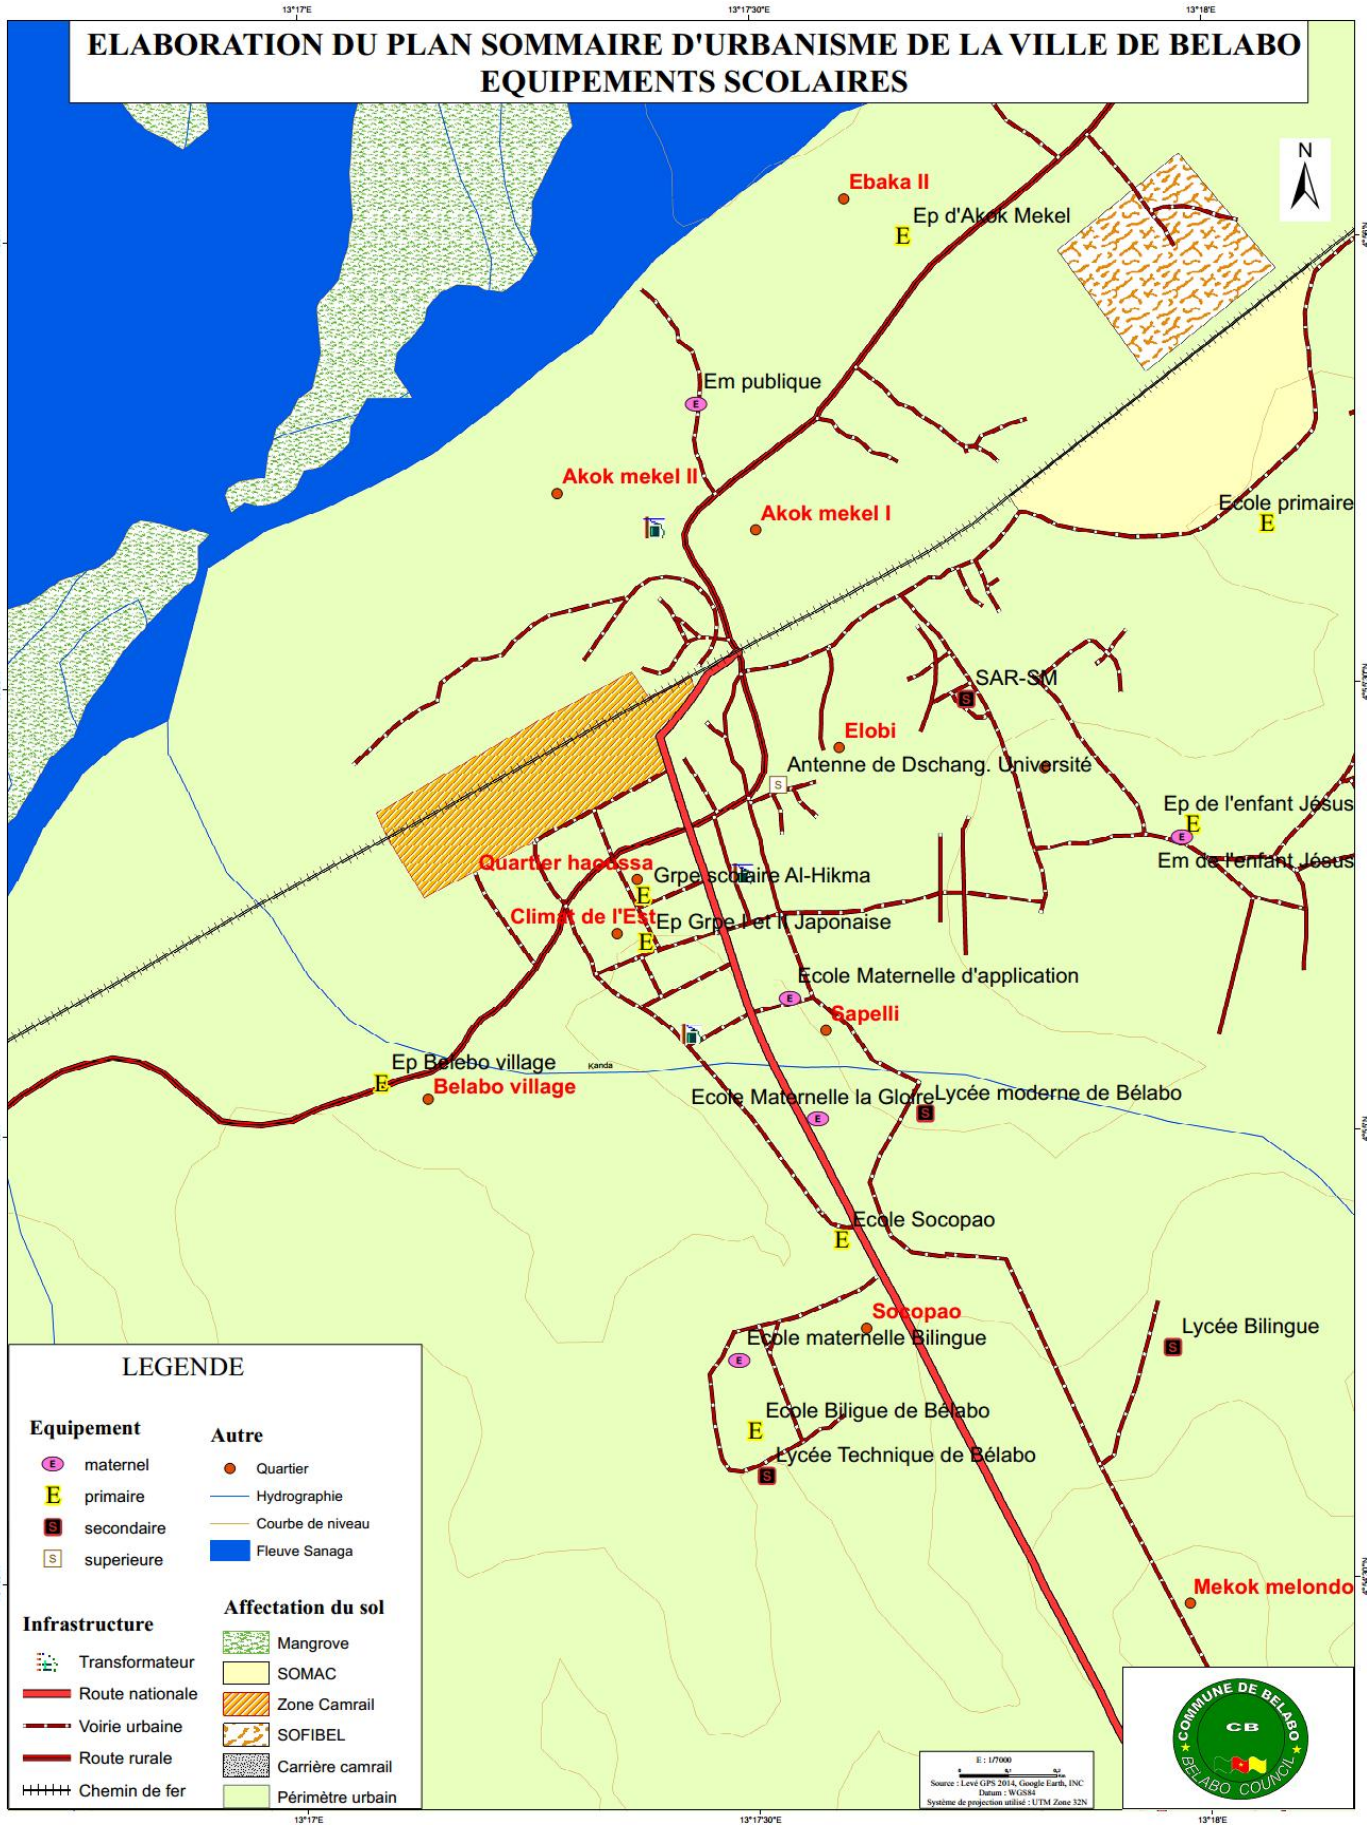 13°17'E
13°17'30"E
13°18'E
ELABORATION DU PLAN SOMMAIRE D'URBANISME DE LA VILLE DE BELABO
EQUIPEMENTS SCOLAIRES
N
Ebaka II
Ep d'Akok Mekel
E
Em publique
E
Akok mekel II
Akok mekel I
Ecole primaire
E
SAR-SM
S
Elobi
Antenne de Dschang. Université
S
Ep de l'enfant Jésus
E
E
Em de l'enfant Jósus
Quartier haoussa
Grpe scolaire Al-Hikma
E
Climat de l'Est
Ep Grpe I et II Japonaise
E
Ecole Maternelle d'application
E
Sapelli
Ep Belebo village
E
Kanda
Belabo village
Ecole Maternelle la Gloire
E
Lycée moderne de Bélabo
S
Ecole Socopao
E
Socopao
Ecole maternelle Bilingue
E
Lycée Bilingue
S
Ecole Biligue de Bélabo
E
Lycée Technique de Bélabo
S
Mekok melondo
LEGENDE
Equipement
E maternel
E primaire
S secondaire
S superieure
Autre
Quartier
Hydrographie
Courbe de niveau
Fleuve Sanaga
Infrastructure
Transformateur
Route nationale
Voirie urbaine
Route rurale
Chemin de fer
Affectation du sol
Mangrove
SOMAC
Zone Camrail
SOFIBEL
Carrière camrail
Périmètre urbain
E : 1/7000
Source : Levé GPS 2014, Google Earth, INC
Datum : WGS84
Système de projection utilisé : UTM Zone 32N
COMMUNE DE BELABO
CB
BELABO COUNCIL
13°17'E
13°17'30"E
13°18'E